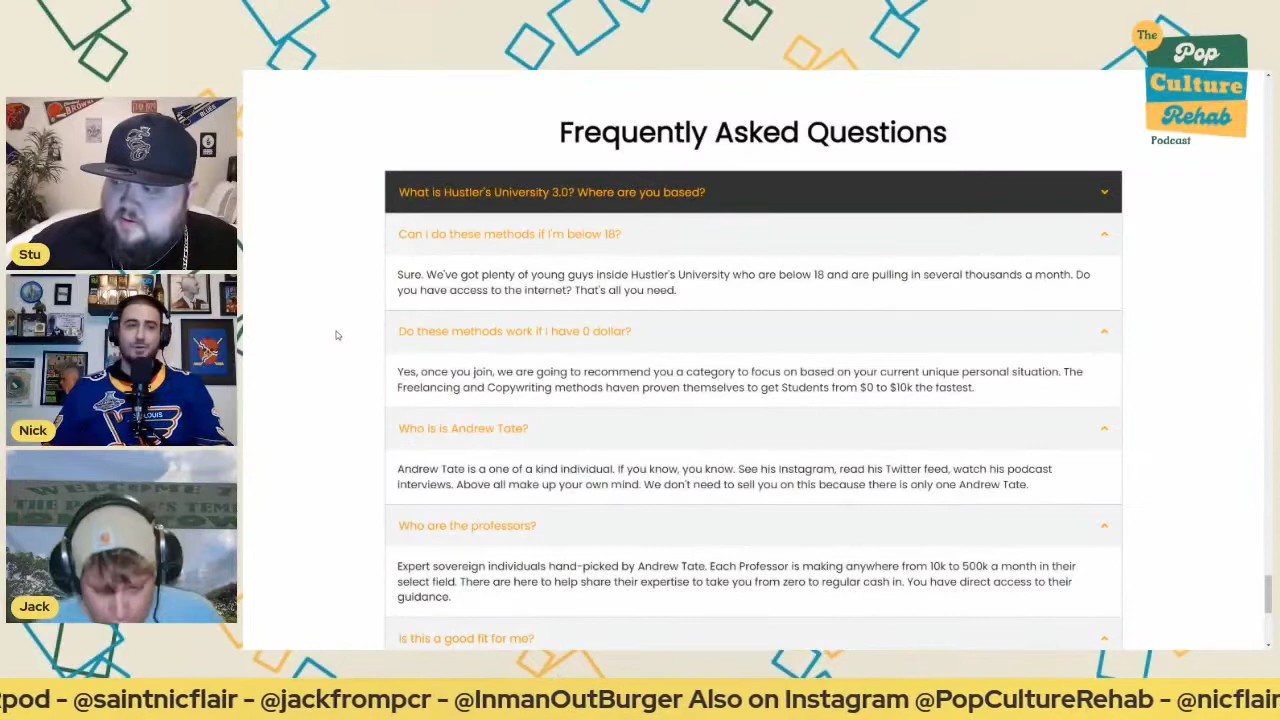 The
Pop
Culture
Rehab
Podcast
BROWNS
BLUES
Stu
ST. LOUIS
Nick
WELCOME T
PEOPLE'S TEMP
Jack
Frequently Asked Questions
What is Hustler's University 3.0? Where are you based?
Can i do these methods if I'm below 18?
Sure. We've got plenty of young guys inside Hustler's University who are below 18 and are pulling in several thousands a month. Do
you have access to the internet? That's all you need.
Do these methods work if I have 0 dollar?
Yes, once you join, we are going to recommend you a category to focus on based on your current unique personal situation. The
Freelancing and Copywriting methods haven proven themselves to get Students from $0 to $10k the fastest.
Who is is Andrew Tate?
Andrew Tate is a one of a kind individual. If you know, you know. See his Instagram, read his Twitter feed, watch his podcast
interviews. Above all make up your own mind. We don't need to sell you on this because there is only one Andrew Tate.
Who are the professors?
Expert sovereign individuals hand-picked by Andrew Tate. Each Professor is making anywhere from 10k to 500k a month in their
select field. There are here to help share their expertise to take you from zero to regular cash in. You have direct access to their
guidance.
Is this a good fit for me?
pod - @saintnicflair - @jackfrompcr - @InmanOutBurger Also on Instagram @PopCultureRehab - @nicflair